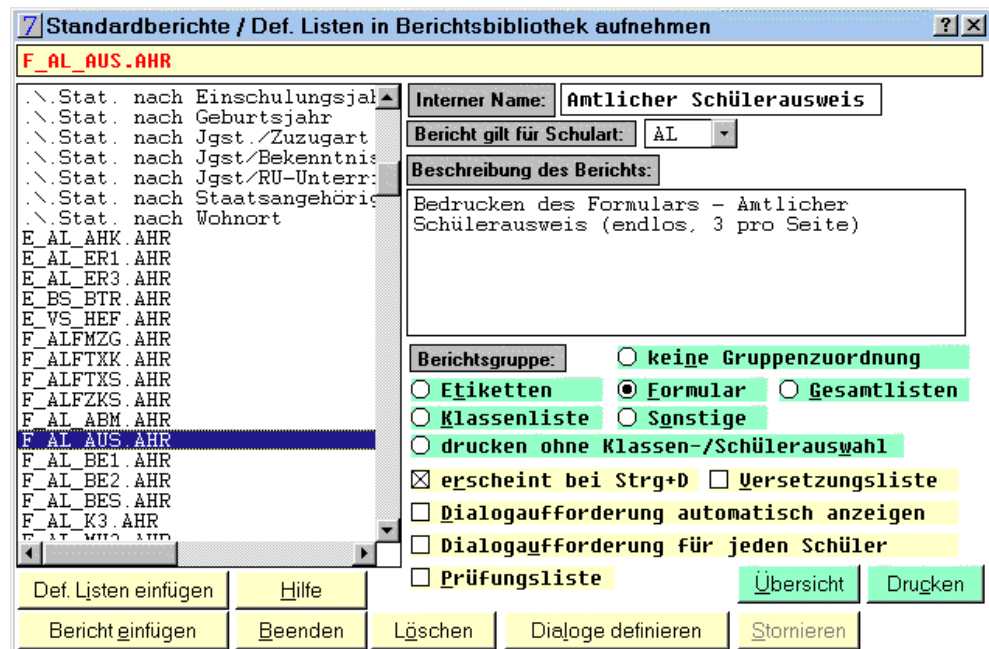 7 Standardberichte / Def. Listen in Berichtsbibliothek aufnehmen ? X
F_AL_AUS.AHR
.\.Stat. nach Einschulungsjah
.\.Stat. nach Geburtsjahr
.\.Stat. nach Jgst./Zuzugart
.\.Stat. nach Jgst/Bekenntnis
.\.Stat. nach Jgst/RU-Unterr
.\.Stat. nach Staatsangehörig
.\.Stat. nach Wohnort
E_AL_AHK.AHR
E_AL_ER1.AHR
E_AL_ER3.AHR
E_BS_BTR.AHR
E_VS_HEF.AHR
F_ALFMZG.AHR
F_ALFTXK.AHR
F_ALFTXS.AHR
F_ALFZKS.AHR
F_AL_ABM.AHR
F_AL_AUS.AHR
F_AL_BE1.AHR
F_AL_BE2.AHR
F_AL_BES.AHR
F_AL_K3.AHR
Interner Name: Amtlicher Schülerausweis
Bericht gilt für Schulart: AL
Beschreibung des Berichts:
Bedrucken des Formulars - Amtlicher
Schülerausweis (endlos, 3 pro Seite)
Berichtsgruppe: keine Gruppenzuordnung
Etiketten Formular Gesamtlisten
Klassenliste Sonstige
drucken ohne Klassen-/Schülerauswahl
erscheint bei Strg+D Versetzungsliste
Dialogaufforderung automatisch anzeigen
Dialogaufforderung für jeden Schüler
Prüfungsliste Übersicht Drucken
Def. Listen einfügen Hilfe
Bericht einfügen Beenden Löschen Dialoge definieren Stornieren